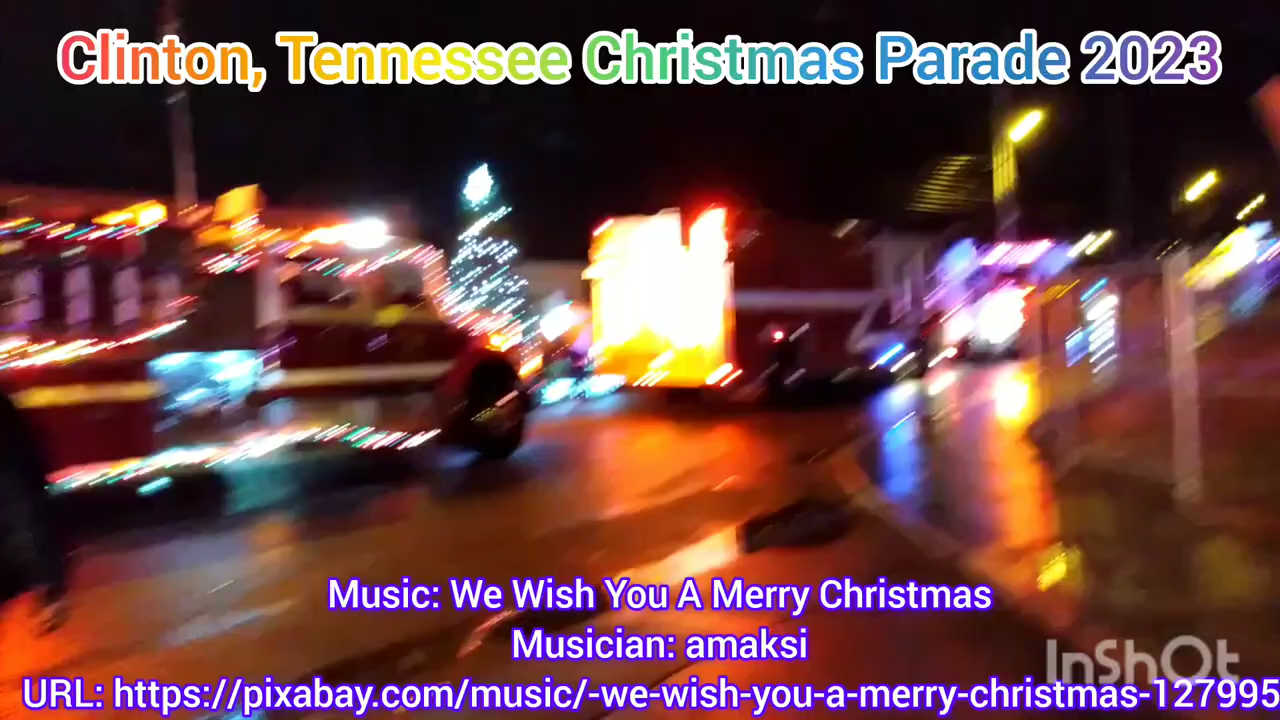 Clinton, Tennessee Christmas Parade 2023
Music: We Wish You A Merry Christmas
Musician: amaksi
InShOt
URL: https://pixabay.com/music/-we-wish-you-a-merry-christmas-127995